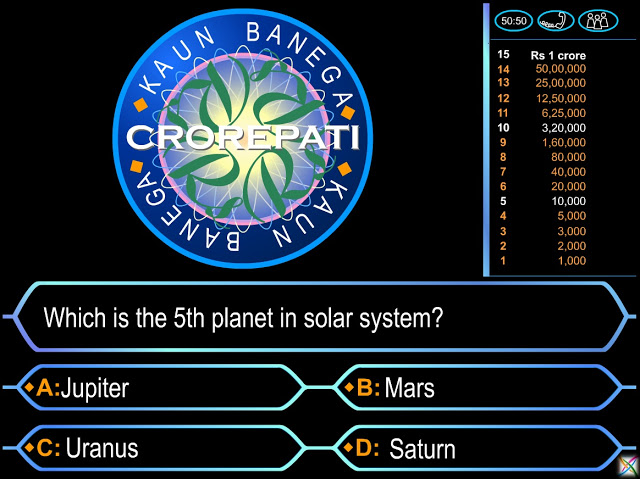 KAUN BANEGA
CROREPATI
KAUN BANEGA
50:50
15 Rs 1 crore
14 50,00,000
13 25,00,000
12 12,50,000
11 6,25,000
10 3,20,000
9 1,60,000
8 80,000
7 40,000
6 20,000
5 10,000
4 5,000
3 3,000
2 2,000
1 1,000
Which is the 5th planet in solar system?
A: Jupiter
B: Mars
C: Uranus
D: Saturn